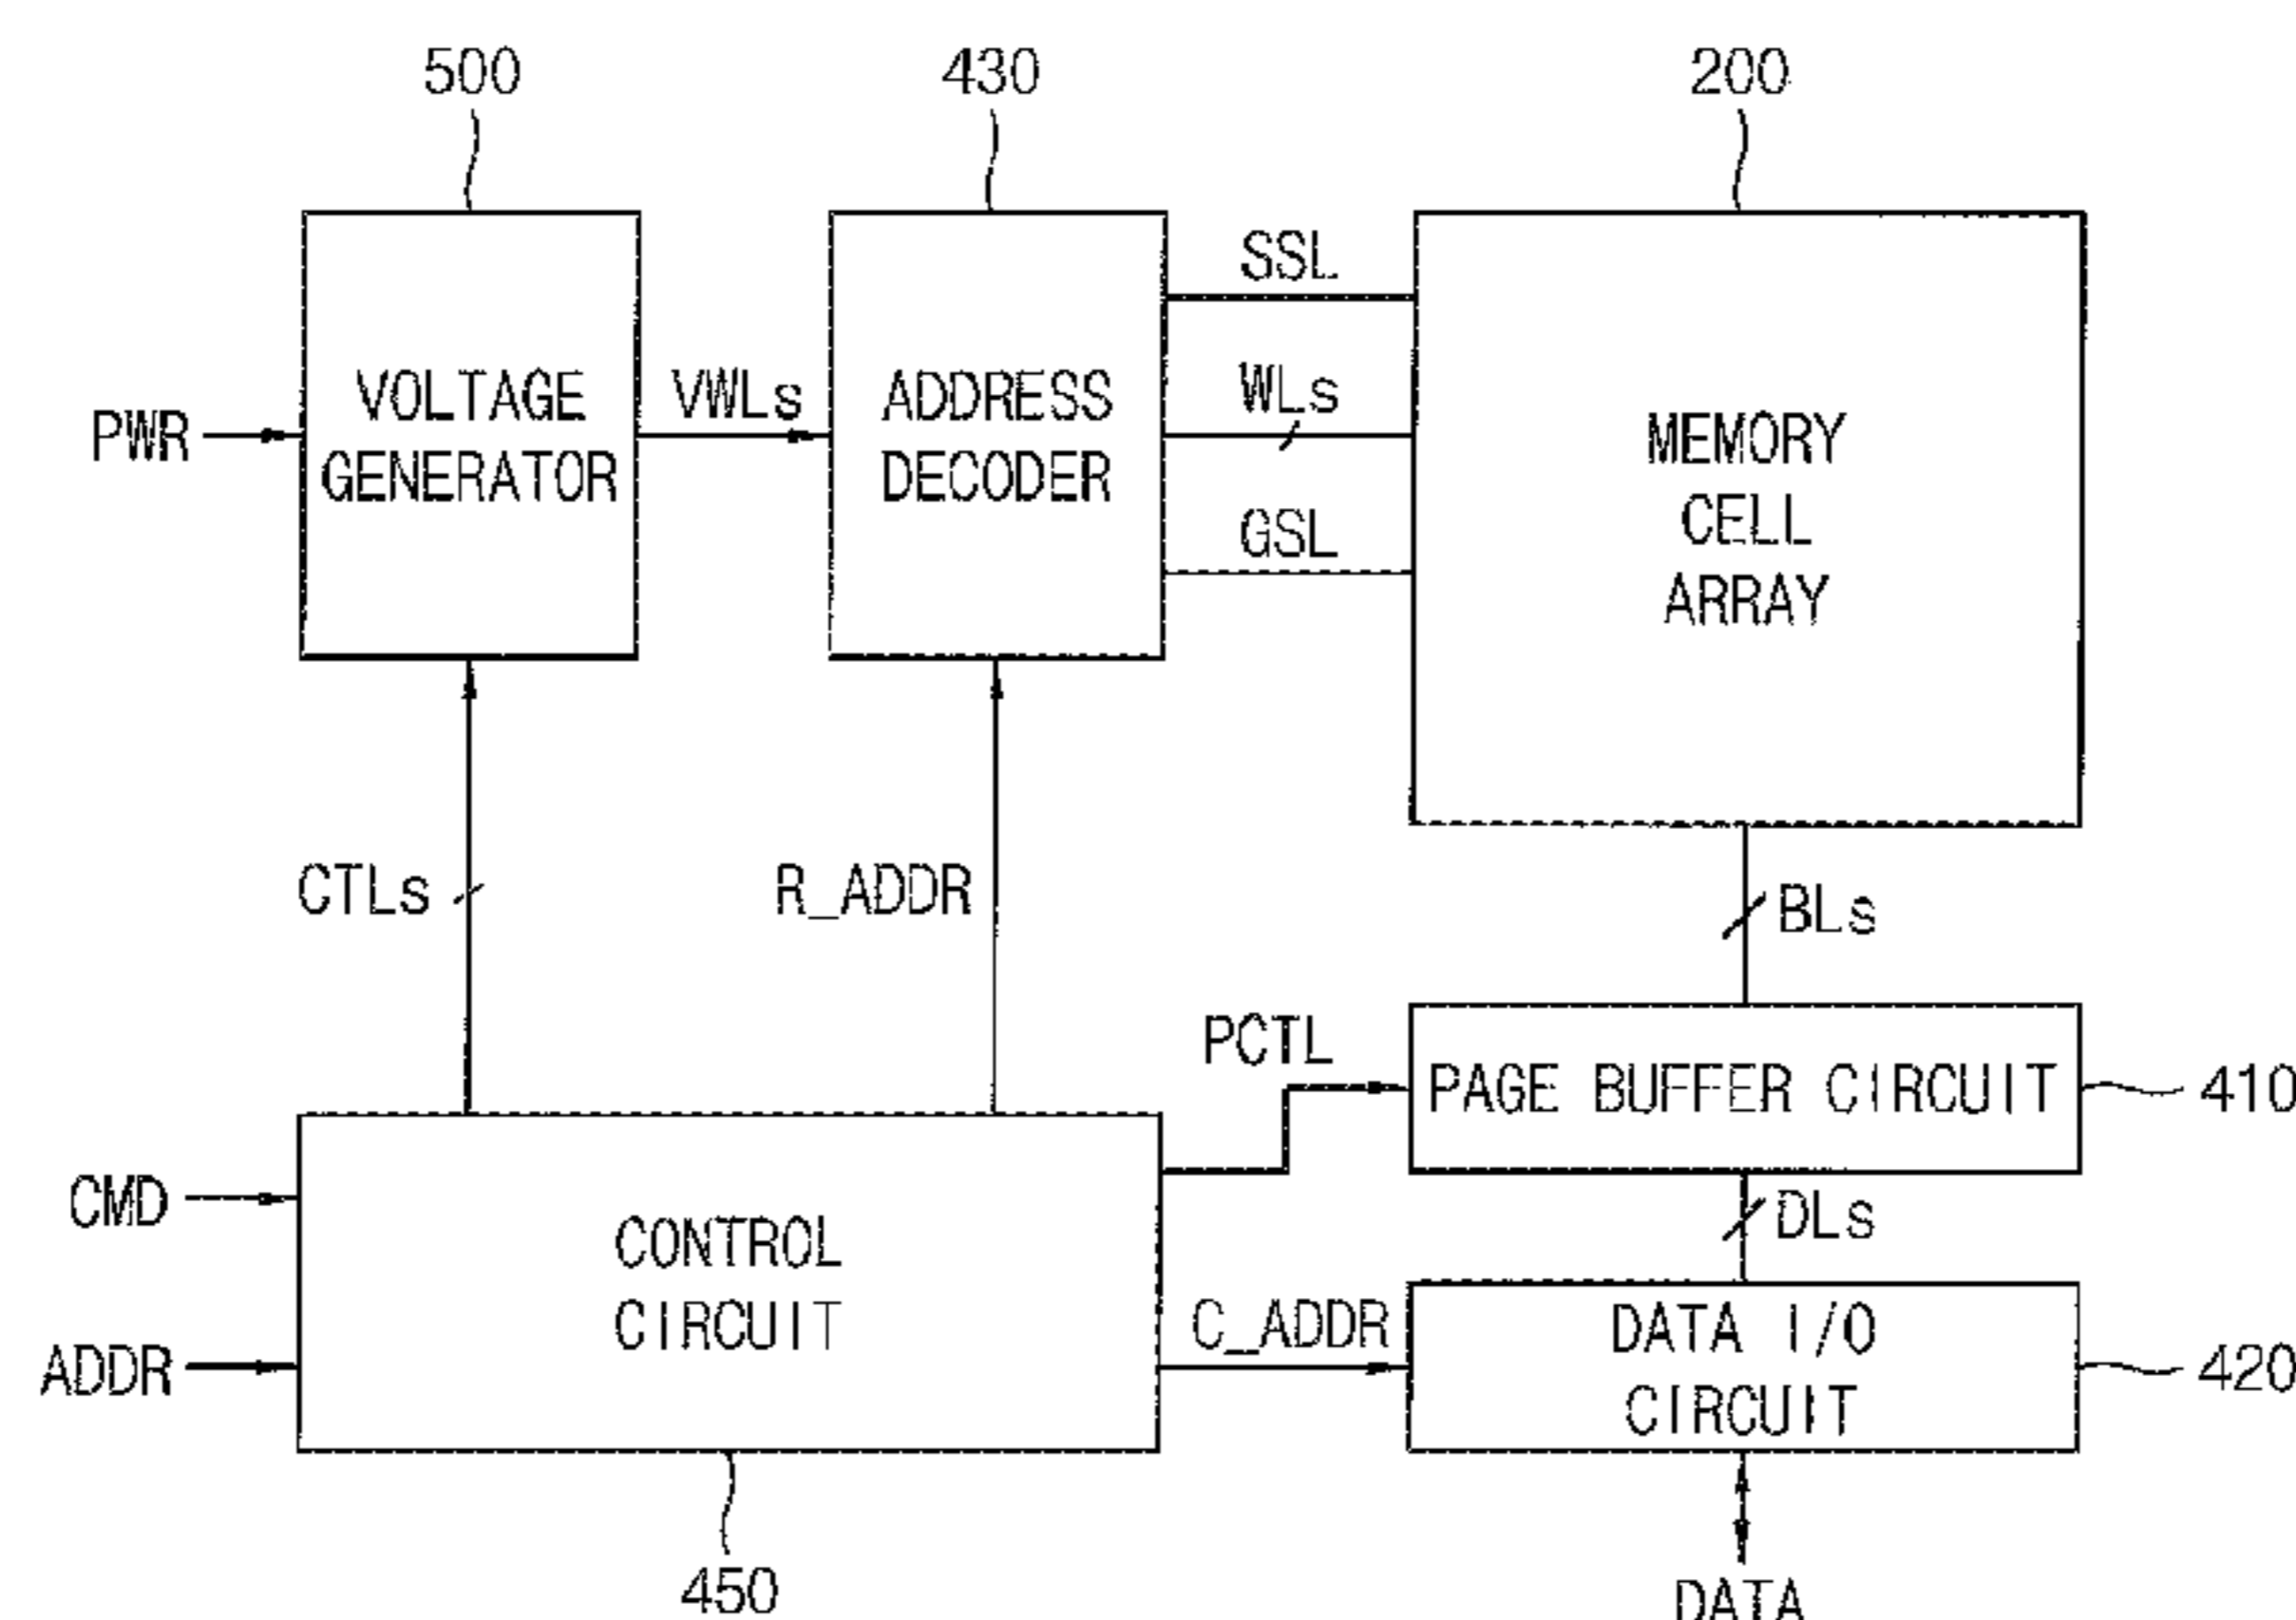 500
430
200
SSL
VOLTAGE
GENERATOR
VWLs
ADDRESS
DECODER
WLs
PWR
MEMORY
CELL
ARRAY
GSL
CTLs
R_ADDR
BLs
PCTL
PAGE BUFFER CIRCUIT
410
CMD
DLs
CONTROL
CIRCUIT
C_ADDR
DATA I/O
CIRCUIT
420
ADDR
450
DATA